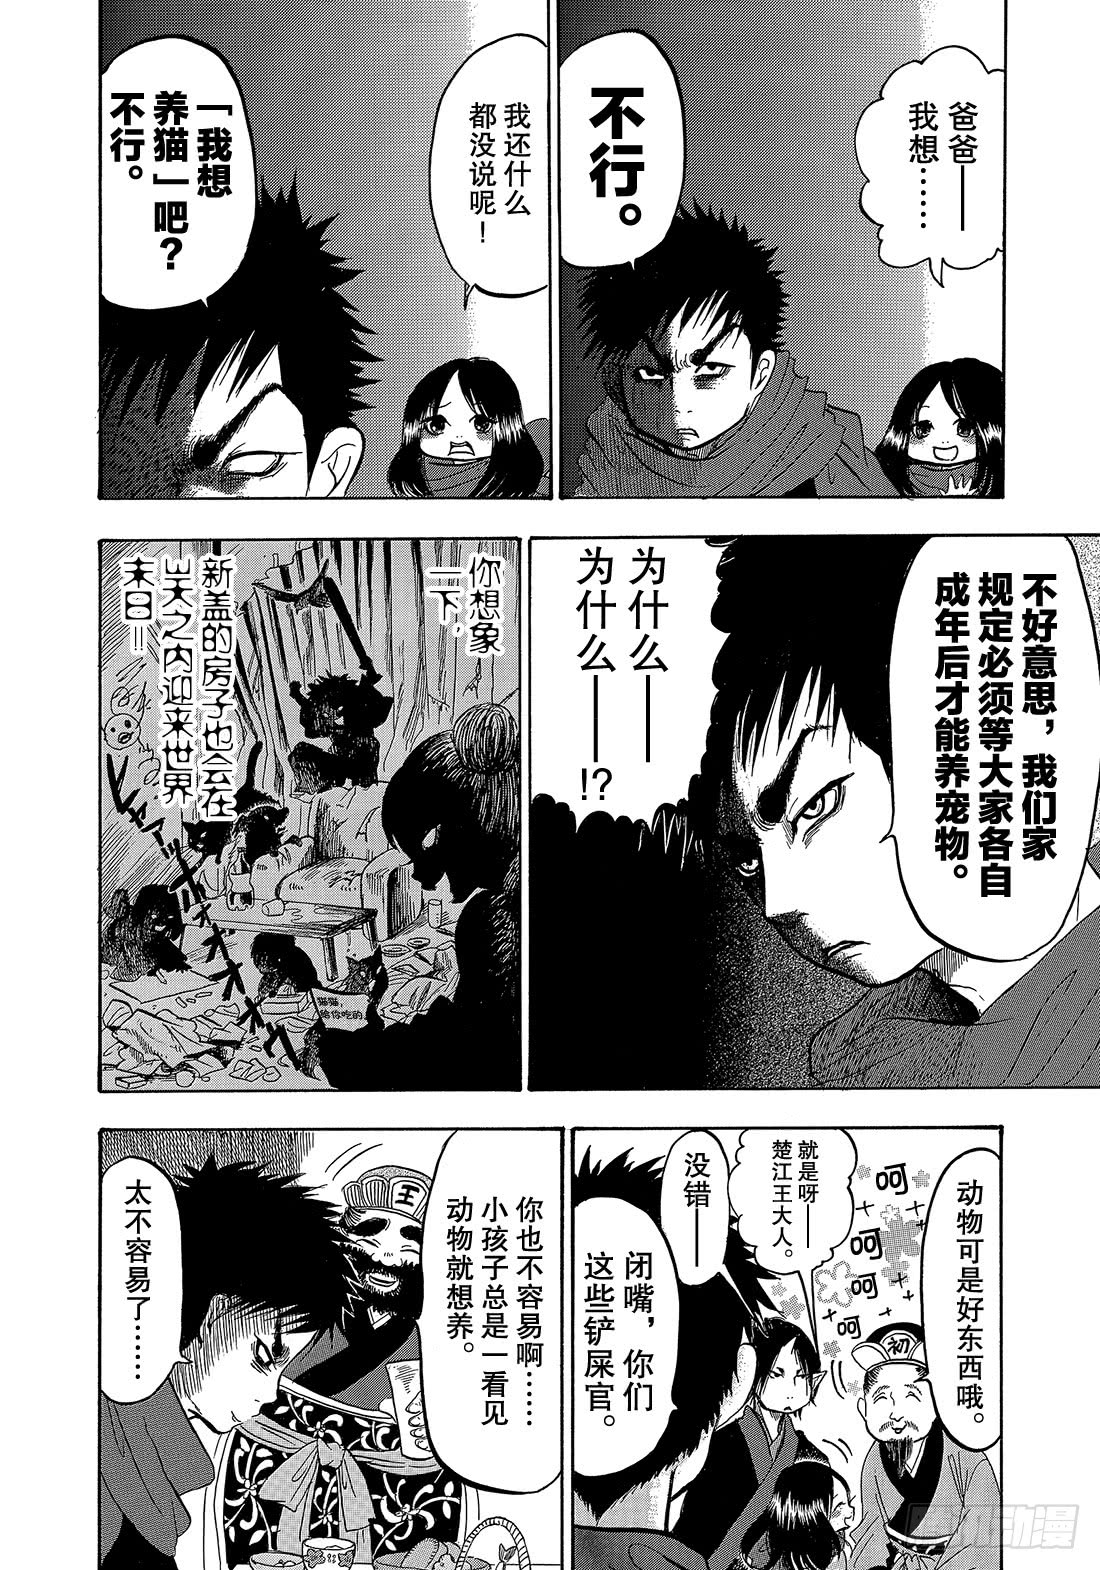 爸爸——
我想……
不行。
我还什么
都没说呢！
「我想
养猫」吧？
不行。
不好意思，我们家
规定必须等大家各自
成年后才能养宠物。
为什么——
为什么——!?
你想象
一下，
新盖的房子也会在
半天之内迎来世界
末日！！
猫猫
给你吃的
动物可是好东西哦。
呵
呵
呵
呵
初
就是呀——
楚江王大人。
没错——
闭嘴，你们
这些铲屎官。
你也不容易啊……
小孩子总是一看见
动物就想养。
王
太不容易了……